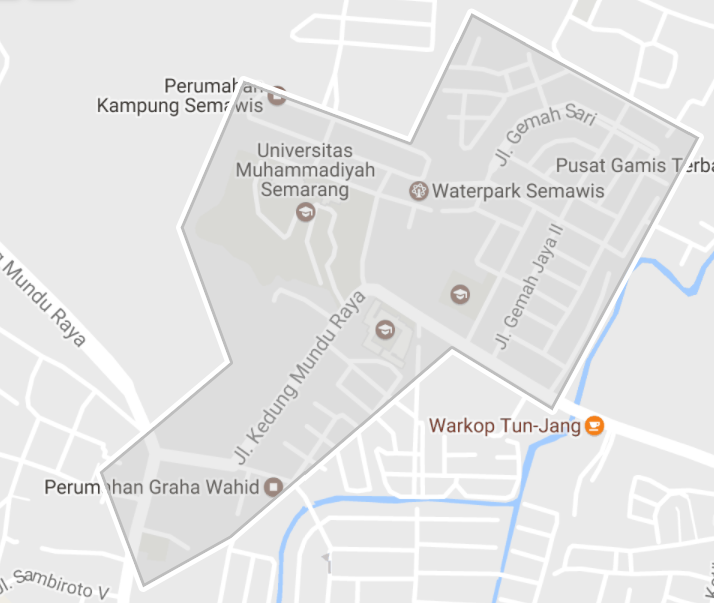 Perumahan
Kampung Semawis
Universitas
Muhammadiyah
Semarang
Jl. Gemah Sari
Pusat Gamis Terba
Waterpark Semawis
Mundu Raya
Jl. Gemah Jaya II
Jl. Kedung Mundu Raya
Warkop Tun-Jang
Perumahan Graha Wahid
Jl. Sambiroto V